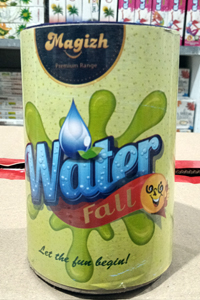 Magizh
Premium Range
Water
Fall
Let the fun begin!